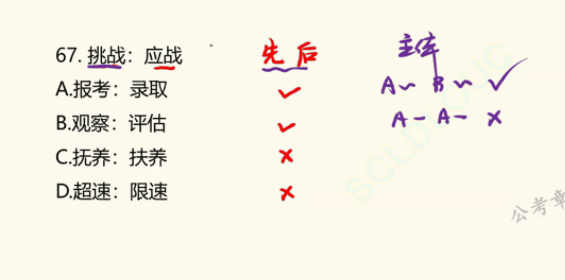 67. 挑战：应战 先后 主体
A.报考：录取 ✓ A~ B~ ✓
B.观察：评估 ✓ A- A- ×
C.抚养：扶养 ×
D.超速：限速 ×
公考章